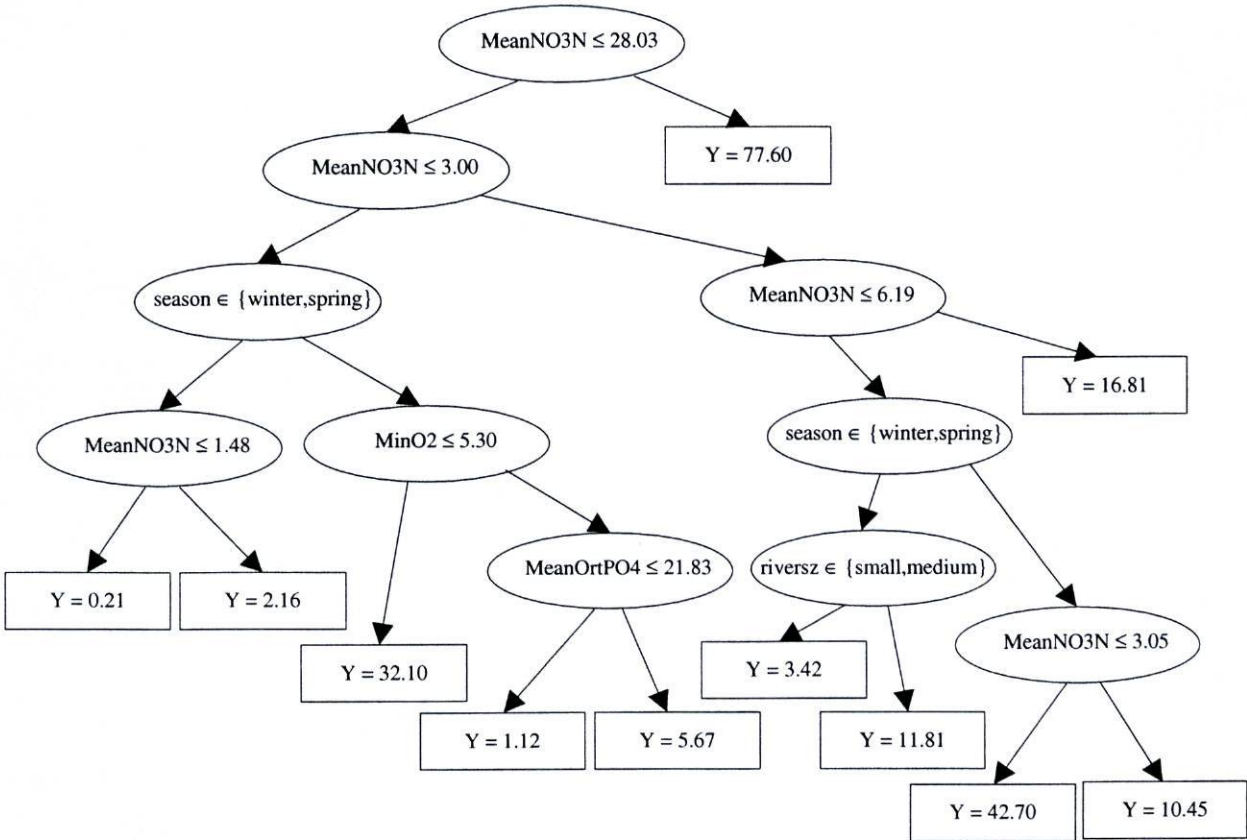 MeanNO3N ≤ 28.03
Y = 77.60
MeanNO3N ≤ 3.00
season ∈ {winter,spring}
MeanNO3N ≤ 6.19
Y = 16.81
MeanNO3N ≤ 1.48
MinO2 ≤ 5.30
season ∈ {winter,spring}
MeanOrtPO4 ≤ 21.83
riversz ∈ {small,medium}
Y = 0.21
Y = 2.16
MeanNO3N ≤ 3.05
Y = 32.10
Y = 3.42
Y = 1.12
Y = 5.67
Y = 11.81
Y = 42.70
Y = 10.45